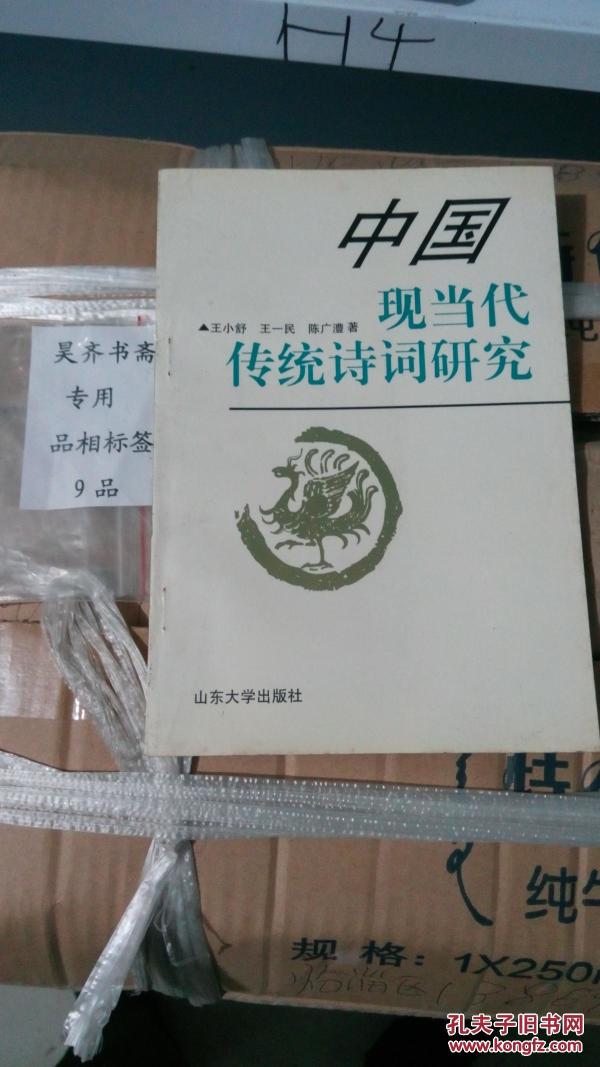 H4
中国
现当代
▲王小舒 王一民 陈广澧著
传统诗词研究
昊齐书斋
专用
品相标签
9品
山东大学出版社
纯牛
规 格：1X250
孔夫子旧书网
www.kongfz.com